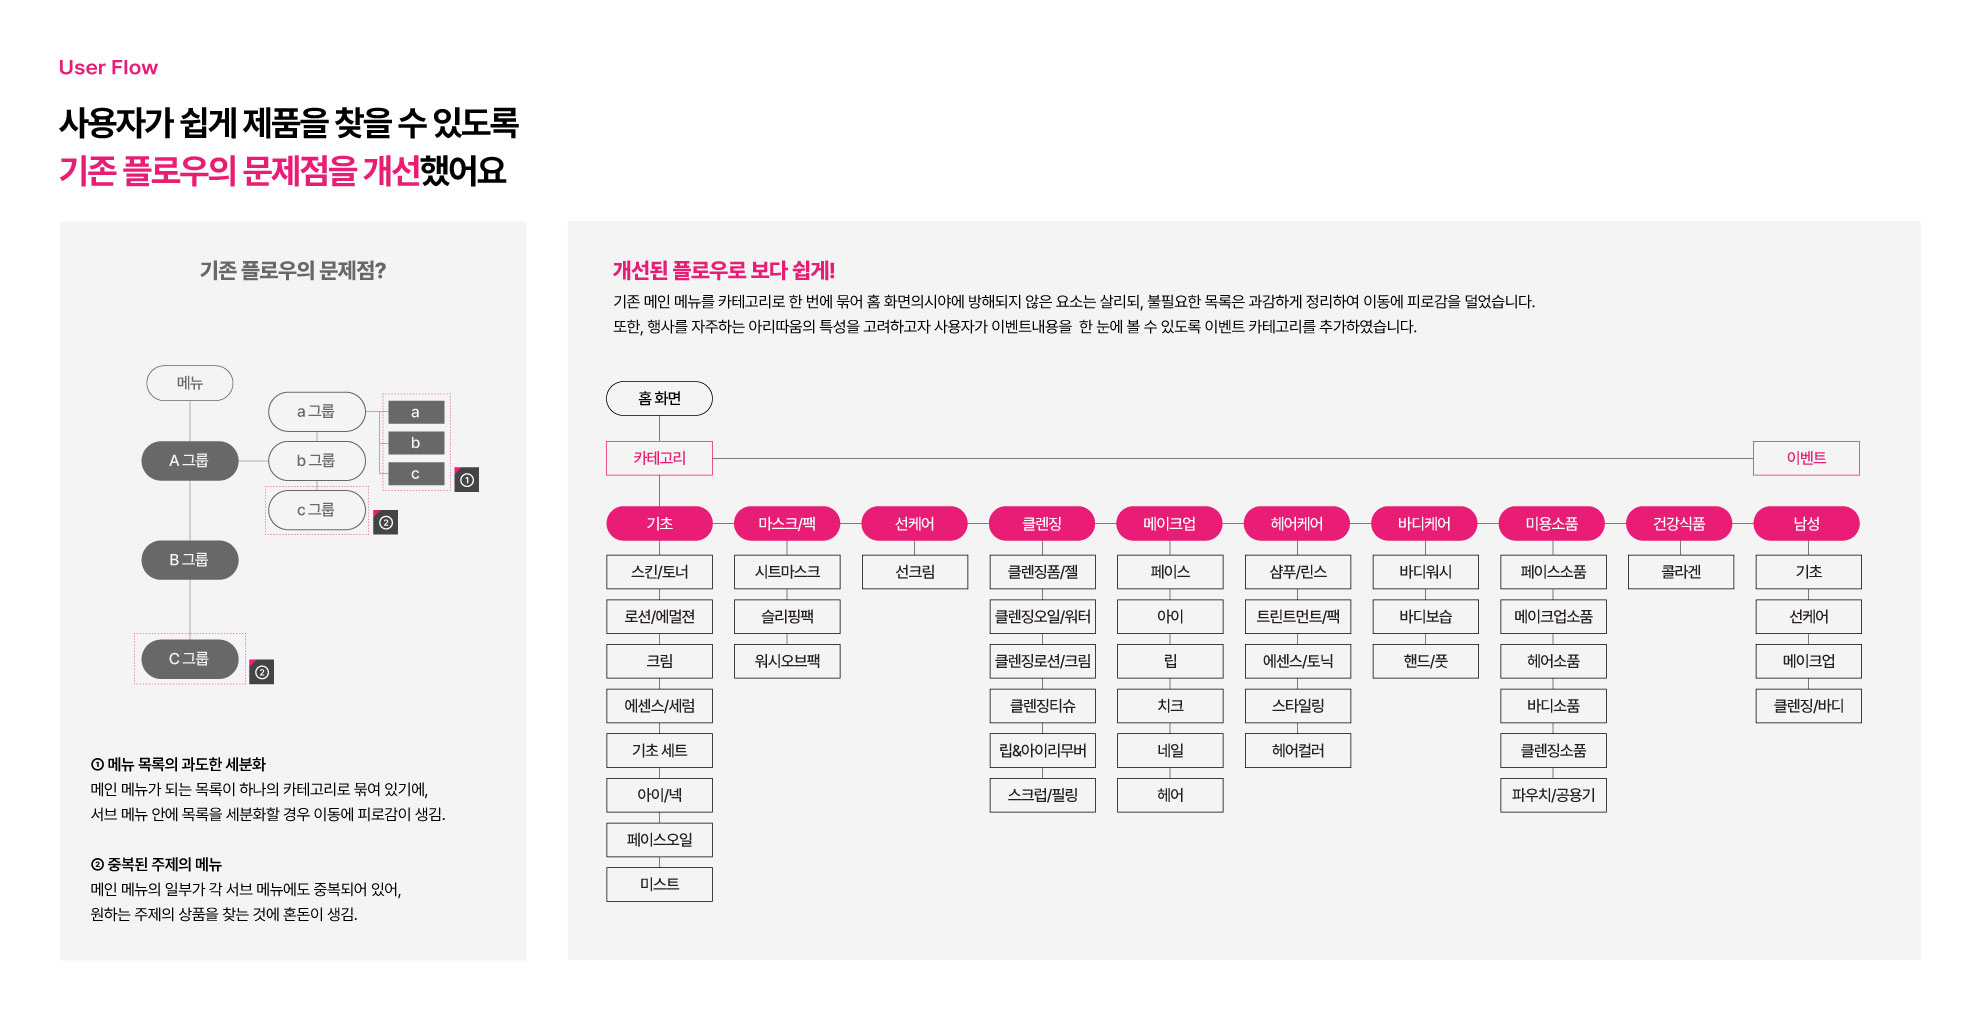 User Flow
사용자가 쉽게 제품을 찾을 수 있도록
기존 플로우의 문제점을 개선했어요
기존 플로우의 문제점?
메뉴
A 그룹
B 그룹
C 그룹
②
a 그룹
b 그룹
c 그룹
②
a
b
c
①
① 메뉴 목록의 과도한 세분화
메인 메뉴가 되는 목록이 하나의 카테고리로 묶여 있기에,
서브 메뉴 안에 목록을 세분화할 경우 이동에 피로감이 생김.
② 중복된 주제의 메뉴
메인 메뉴의 일부가 각 서브 메뉴에도 중복되어 있어,
원하는 주제의 상품을 찾는 것에 혼돈이 생김.
개선된 플로우로 보다 쉽게!
기존 메인 메뉴를 카테고리로 한 번에 묶어 홈 화면의시야에 방해되지 않은 요소는 살리되, 불필요한 목록은 과감하게 정리하여 이동에 피로감을 덜었습니다.
또한, 행사를 자주하는 아리따움의 특성을 고려하고자 사용자가 이벤트내용을 한 눈에 볼 수 있도록 이벤트 카테고리를 추가하였습니다.
홈 화면
카테고리
이벤트
기초
스킨/토너
로션/에멀젼
크림
에센스/세럼
기초 세트
아이/넥
페이스오일
미스트
마스크/팩
시트마스크
슬리핑팩
워시오브팩
선케어
선크림
클렌징
클렌징폼/젤
클렌징오일/워터
클렌징로션/크림
클렌징티슈
립&아이리무버
스크럽/필링
메이크업
페이스
아이
립
치크
네일
헤어
헤어케어
샴푸/린스
트린트먼트/팩
에센스/토닉
스타일링
헤어컬러
바디케어
바디워시
바디보습
핸드/풋
미용소품
페이스소품
메이크업소품
헤어소품
바디소품
클렌징소품
파우치/공용기
건강식품
콜라겐
남성
기초
선케어
메이크업
클렌징/바디